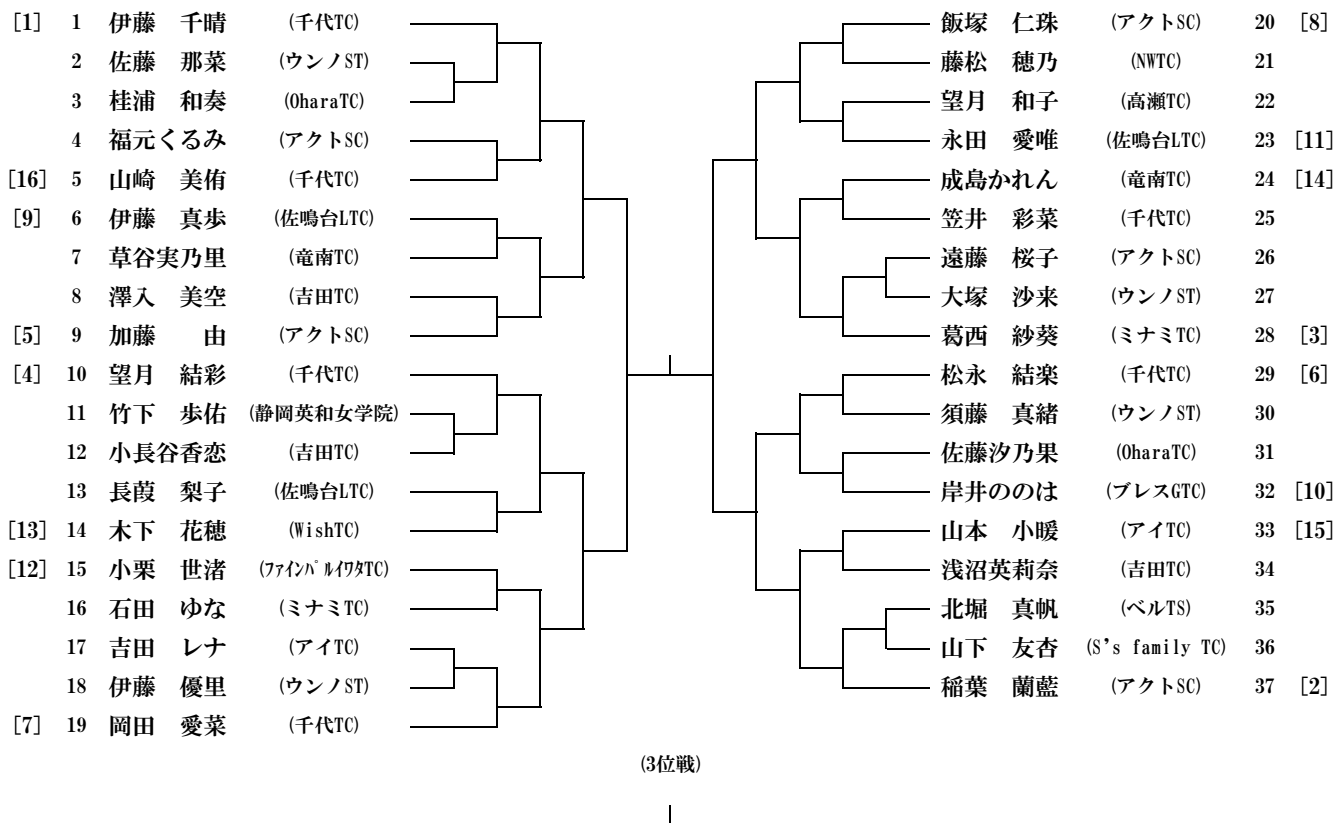 [1] 1 伊藤 千晴 (千代TC)
2 佐藤 那菜 (ウンノST)
3 桂浦 和奏 (OharaTC)
4 福元くるみ (アクトSC)
[16] 5 山崎 美侑 (千代TC)
[9] 6 伊藤 真歩 (佐鳴台LTC)
7 草谷実乃里 (竜南TC)
8 澤入 美空 (吉田TC)
[5] 9 加藤 由 (アクトSC)
[4] 10 望月 結彩 (千代TC)
11 竹下 歩佑 (静岡英和女学院)
12 小長谷香恋 (吉田TC)
13 長葭 梨子 (佐鳴台LTC)
[13] 14 木下 花穂 (WishTC)
[12] 15 小栗 世渚 (ファインパルイワタTC)
16 石田 ゆな (ミナミTC)
17 吉田 レナ (アイTC)
18 伊藤 優里 (ウンノST)
[7] 19 岡田 愛菜 (千代TC)
飯塚 仁珠 (アクトSC) 20 [8]
藤松 穂乃 (NWTC) 21
望月 和子 (高瀬TC) 22
永田 愛唯 (佐鳴台LTC) 23 [11]
成島かれん (竜南TC) 24 [14]
笠井 彩菜 (千代TC) 25
遠藤 桜子 (アクトSC) 26
大塚 沙来 (ウンノST) 27
葛西 紗葵 (ミナミTC) 28 [3]
松永 結楽 (千代TC) 29 [6]
須藤 真緒 (ウンノST) 30
佐藤汐乃果 (OharaTC) 31
岸井ののは (ブレスGTC) 32 [10]
山本 小暖 (アイTC) 33 [15]
浅沼英莉奈 (吉田TC) 34
北堀 真帆 (ベルTS) 35
山下 友杏 (S's family TC) 36
稲葉 蘭藍 (アクトSC) 37 [2]
(3位戦)